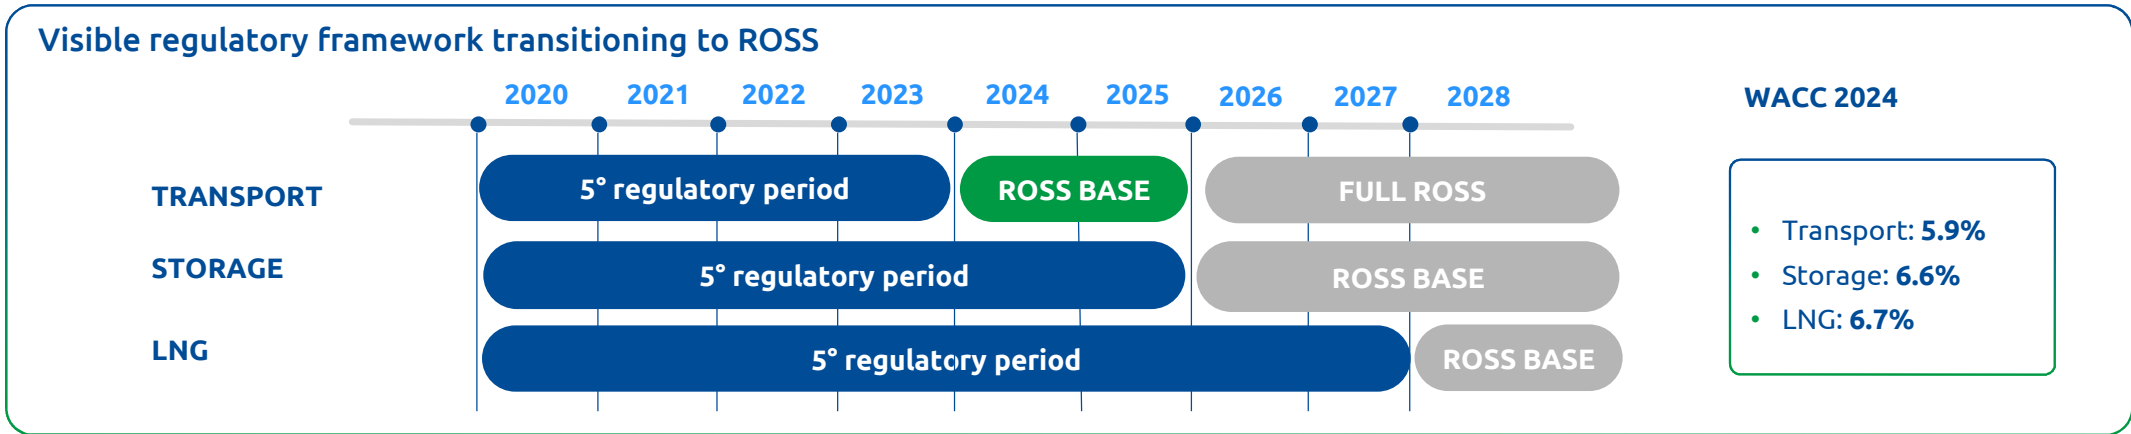 Visible regulatory framework transitioning to ROSS
2020 2021 2022 2023 2024 2025 2026 2027 2028
WACC 2024
TRANSPORT
5° regulatory period
ROSS BASE
FULL ROSS
STORAGE
5° regulatory period
ROSS BASE
LNG
5° regulatory period
ROSS BASE
• Transport: 5.9%
• Storage: 6.6%
• LNG: 6.7%